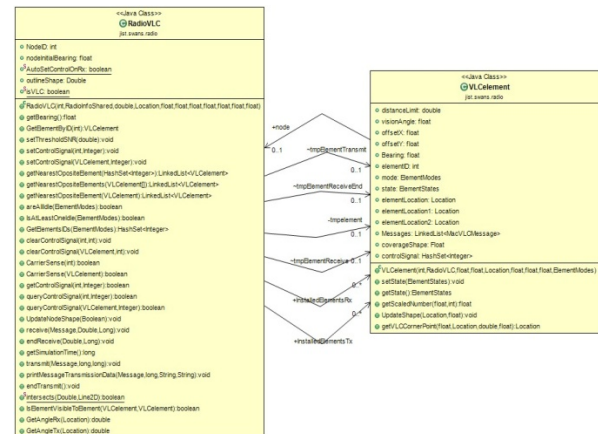 <<Java Class>>
RadioVLC
jist.swans.radio
NodeID: int
nodeInitialBearing: float
AutoSetControlOnRx: boolean
outlineShape: Double
isVLC: boolean
RadioVLC(int,RadioInfoShared,double,Location,float,float,float,float,float,float,float)
getBearing():float
GetElementByID(int):VLCelement
setThresholdSNR(double):void
setControlSignal(int,Integer):void
setControlSignal(VLCelement,Integer):void
getNearestOpositeElement(HashSet<Integer>):LinkedList<VLCelement>
getNearestOpositeElements(VLCelement[]):LinkedList<VLCelement>
getNearestOpositeElement(VLCelement):LinkedList<VLCelement>
areAllIdle(ElementModes):boolean
IsAtLeastOneIdle(ElementModes):boolean
GetElementsIDs(ElementModes):HashSet<Integer>
clearControlSignal(int,int):void
clearControlSignal(VLCelement,int):void
CarrierSense(int):boolean
CarrierSense(VLCelement):boolean
getControlSignal(int,Integer):boolean
queryControlSignal(int,Integer):boolean
queryControlSignal(VLCelement,Integer):boolean
UpdateNodeShape(Boolean):void
receive(Message,Double,Long):void
endReceive(Double,Long):void
getSimulationTime():long
transmit(Message,long,long):void
printMessageTransmissionData(Message,long,String,String):void
endTransmit():void
intersects(Double,Line2D):boolean
IsElementVisibleToElement(VLCelement,VLCelement):boolean
GetAngleRx(Location):double
GetAngleTx(Location):double
+node
0..1
~tmpElementTransmt
0..1
~tmpElementReceiveEnd
0..1
-tmpelement
0..1
~tmpElementReceive 0..1
+InstalledElementsRx
0..*
+InstalledElementsTx
0..*
<<Java Class>>
VLCelement
jist.swans.radio
distanceLimit: double
visionAngle: float
offsetX: float
offsetY: float
Bearing: float
elementID: int
mode: ElementModes
state: ElementStates
elementLocation: Location
elementLocation1: Location
elementLocation2: Location
Messages: LinkedList<MacVLCMessage>
coverageShape: Float
controlSignal: HashSet<Integer>
VLCelement(int,RadioVLC,float,float,Location,float,float,float,ElementModes)
setState(ElementStates):void
getState():ElementStates
getScaledNumber(float,int):float
UpdateShape(Location,float):void
getVLCCornerPoint(float,Location,double,float):Location